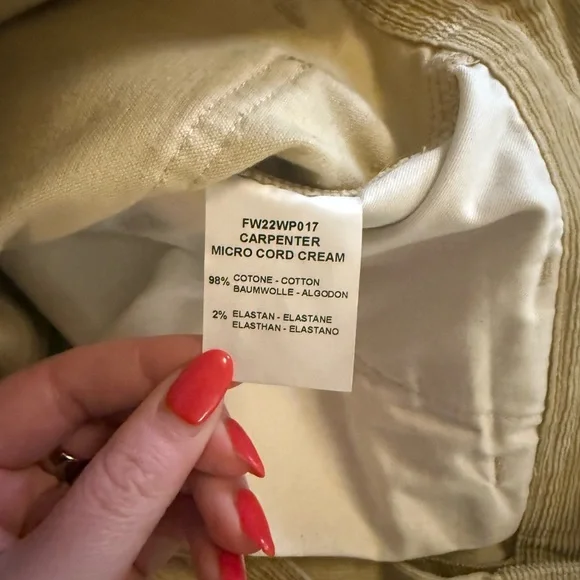 FW22WP017
CARPENTER
MICRO CORD CREAM
98% COTONE - COTTON
BAUMWOLLE - ALGODON
2% ELASTAN - ELASTANE
ELASTHAN - ELASTANO